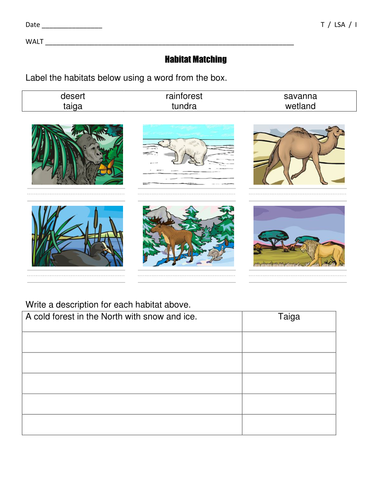 Date ________________ T / LSA / I
WALT ______________________________________________________________
Habitat Matching
Label the habitats below using a word from the box.
desert rainforest savanna
taiga tundra wetland
Write a description for each habitat above.
A cold forest in the North with snow and ice. Taiga